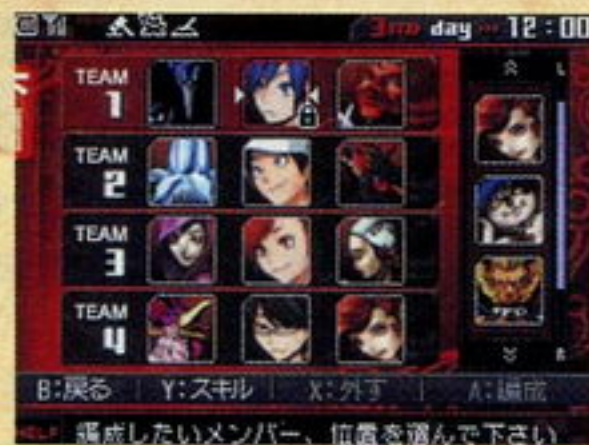 3RD day 12:00
TEAM 1
TEAM 2
TEAM 3
TEAM 4
B:戻る Y:スキル X:外す A:編成
HELP 編成したいメンバー、位置を選んで下さい